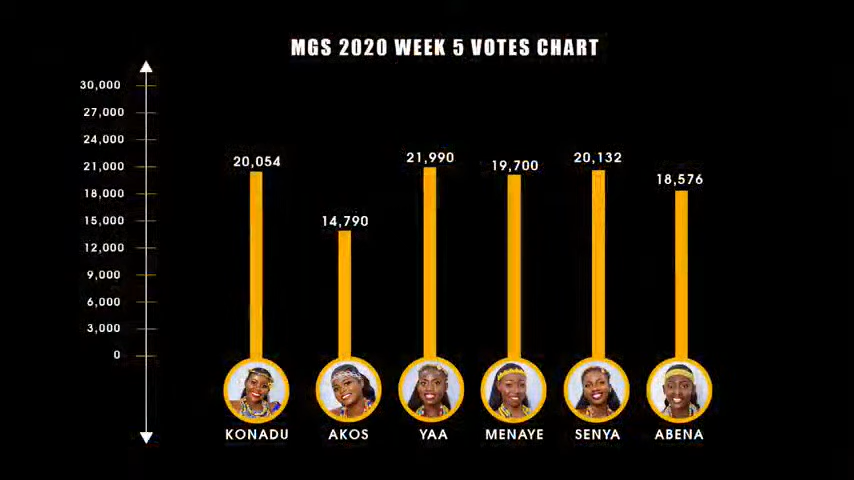 MGS 2020 WEEK 5 VOTES CHART
30,000
27,000
24,000
21,000
18,000
15,000
12,000
9,000
6,000
3,000
0
20,054
14,790
21,990
19,700
20,132
18,576
KONADU
AKOS
YAA
MENAYE
SENYA
ABENA